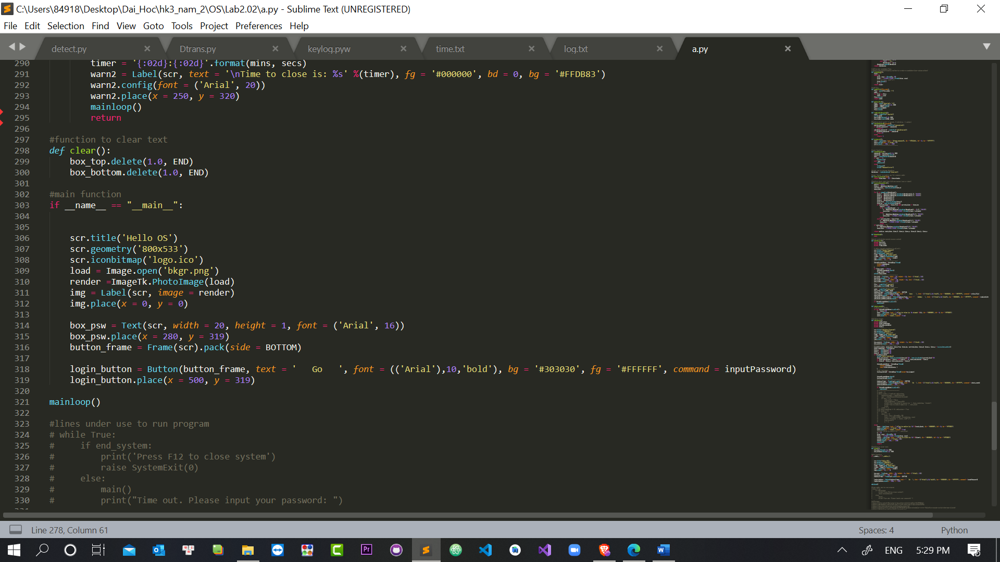 C:\Users\84918\Desktop\Dai_Hoc\hk3_nam_2\OS\Lab2.02\a.py - Sublime Text (UNREGISTERED)
File Edit Selection Find View Goto Tools Project Preferences Help
detect.py Dtrans.py keylog.pyw time.txt log.txt a.py
290 timer = '{:02d}:{:02d}'.format(mins, secs)
291 warn2 = Label(scr, text = '\nTime to close is: %s' %(timer), fg = '#000000', bd = 0, bg = '#FFDB83')
292 warn2.config(font = ('Arial', 20))
293 warn2.place(x = 250, y = 320)
294 mainloop()
295 return
296
297 #function to clear text
298 def clear():
299 box_top.delete(1.0, END)
300 box_bottom.delete(1.0, END)
301
302 #main function
303 if __name__ == "__main__":
304
305
306 scr.title('Hello OS')
307 scr.geometry('800x533')
308 scr.iconbitmap('logo.ico')
309 load = Image.open('bkgr.png')
310 render =ImageTk.PhotoImage(load)
311 img = Label(scr, image = render)
312 img.place(x = 0, y = 0)
313
314 box_psw = Text(scr, width = 20, height = 1, font = ('Arial', 16))
315 box_psw.place(x = 280, y = 319)
316 button_frame = Frame(scr).pack(side = BOTTOM)
317
318 login_button = Button(button_frame, text = '   Go   ', font = (('Arial'),10,'bold'), bg = '#303030', fg = '#FFFFFF', command = inputPassword)
319 login_button.place(x = 500, y = 319)
320
321 mainloop()
322
323 #lines under use to run program
324 # while True:
325 #     if end_system:
326 #         print('Press F12 to close system')
327 #         raise SystemExit(0)
328 #     else:
329 #         main()
330 #         print("Time out. Please input your password: ")
Line 278, Column 61 Spaces: 4 Python
ENG 5:29 PM